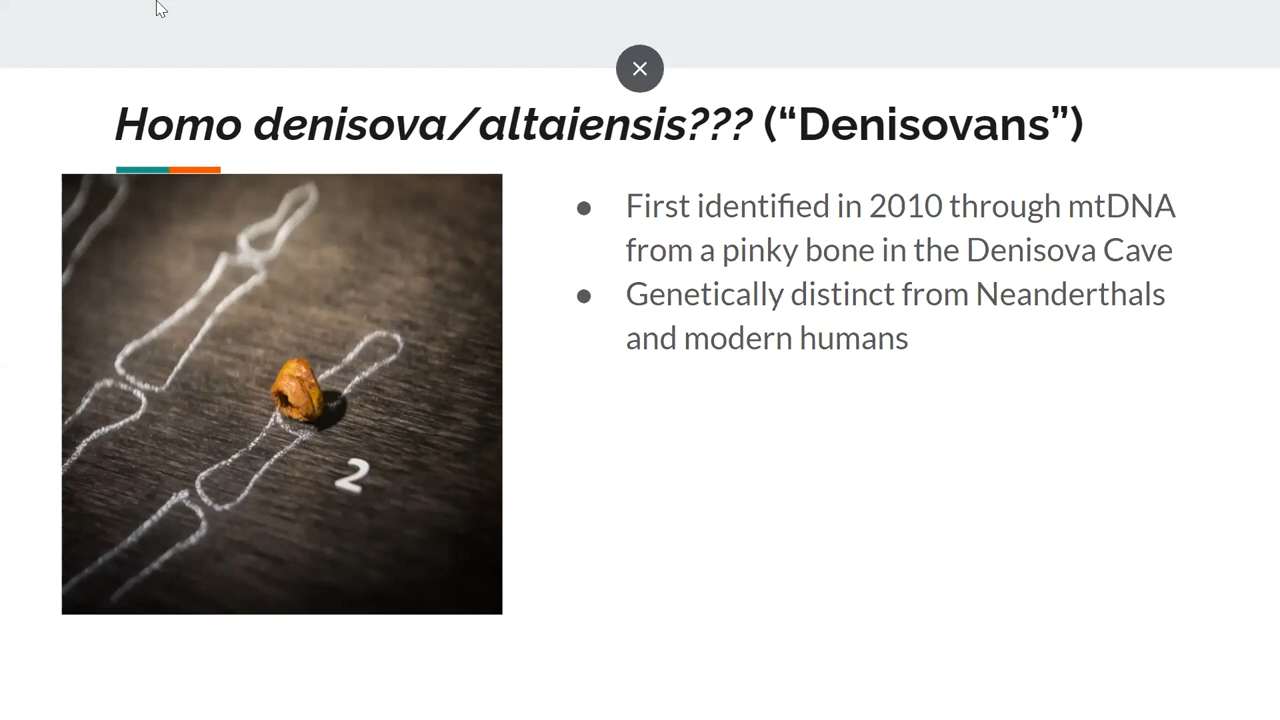 Homo denisova/altaiensis??? (“Denisovans”)
● First identified in 2010 through mtDNA
from a pinky bone in the Denisova Cave
● Genetically distinct from Neanderthals
and modern humans
2